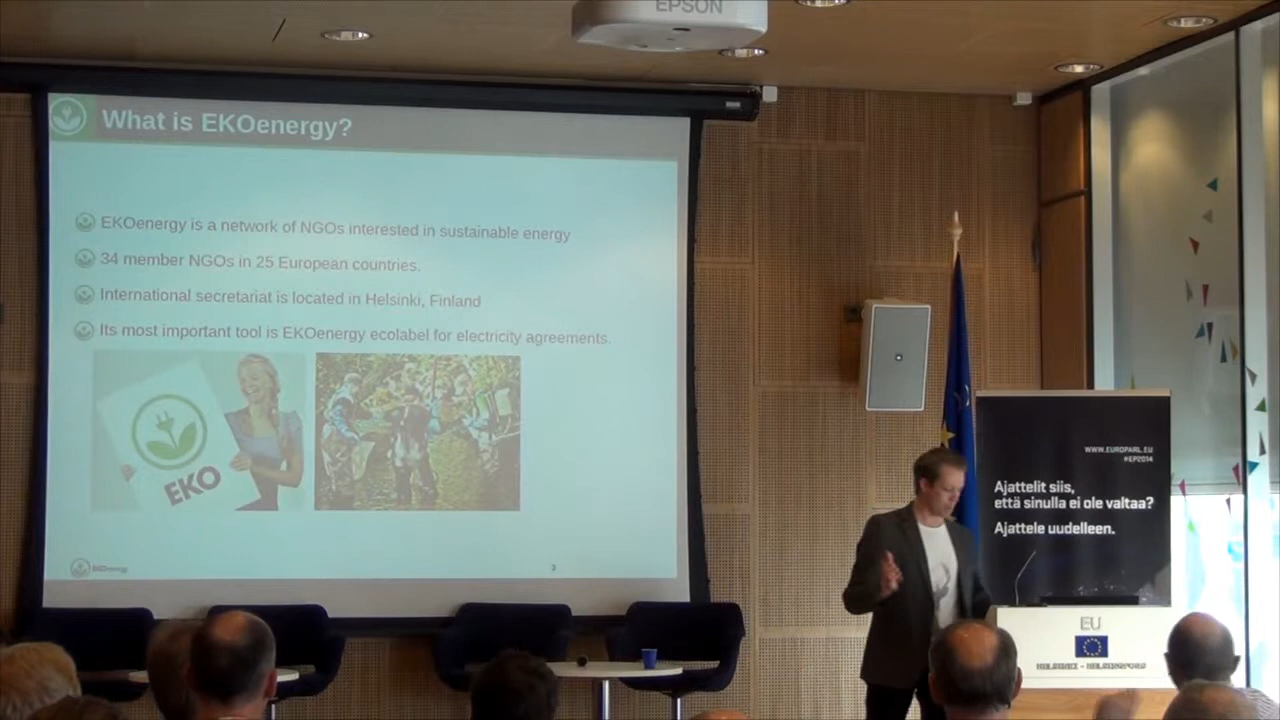 EPSON
What is EKOenergy?
EKOenergy is a network of NGOs interested in sustainable energy
34 member NGOs in 25 European countries.
International secretariat is located in Helsinki, Finland
Its most important tool is EKOenergy ecolabel for electricity agreements.
EKO
EKOenergy
3
WWW.EUROPARL.EU
#EP2014
Ajattelit siis,
että sinulla ei ole valtaa?
Ajattele uudelleen.
EU
HELSINKI - HELSINGFORS